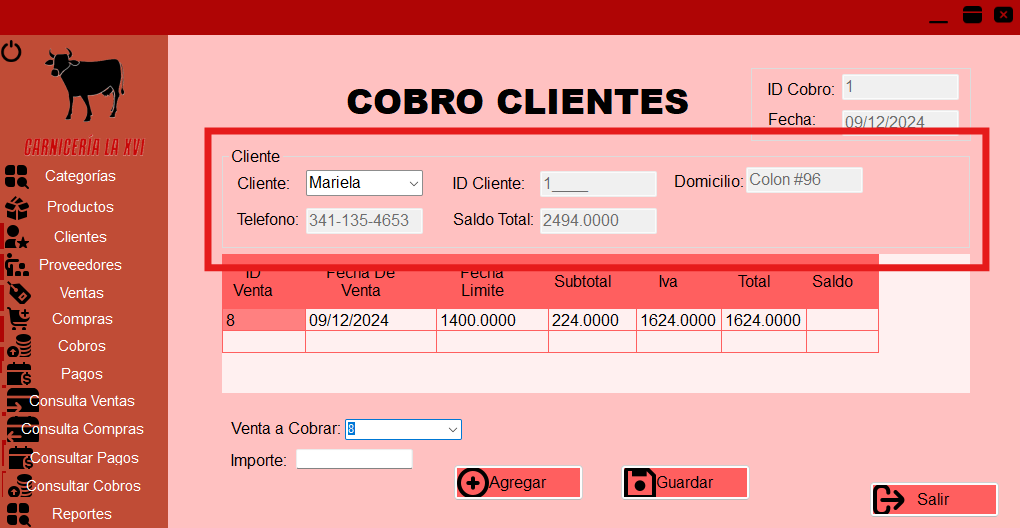 COBRO CLIENTES
ID Cobro: 1
Fecha: 09/12/2024
CARNICERÍA LA XVI
Categorías
Productos
Clientes
Proveedores
Ventas
Compras
Cobros
Pagos
Consulta Ventas
Consulta Compras
Consultar Pagos
Consultar Cobros
Reportes
Cliente
Cliente: Mariela ID Cliente: 1____ Domicilio: Colon #96
Telefono: 341-135-4653 Saldo Total: 2494.0000
ID Venta Fecha De Venta Fecha Limite Subtotal Iva Total Saldo
8 09/12/2024 1400.0000 224.0000 1624.0000 1624.0000
Venta a Cobrar: 8
Importe:
Agregar Guardar
Salir